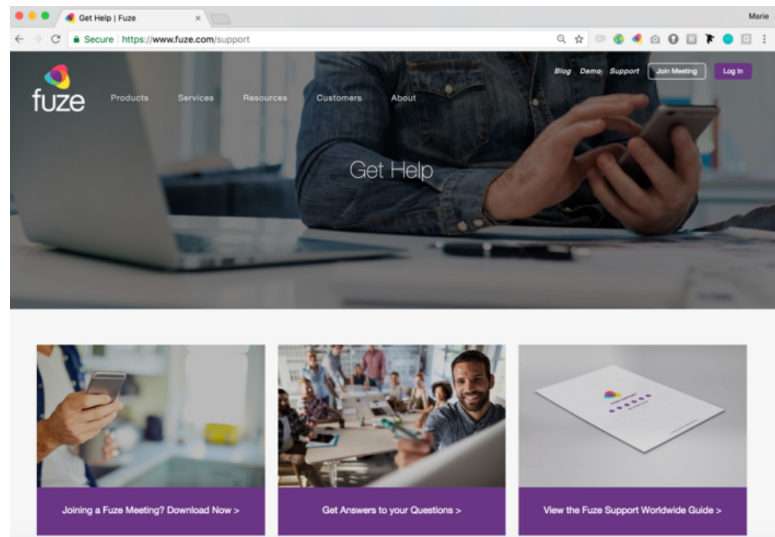 Get Help | Fuze
Marie
Secure https://www.fuze.com/support
Blog Demo Support Join Meeting Log In
fuze
Products Services Resources Customers About
Get Help
FUZE SUPPORT
Joining a Fuze Meeting? Download Now >
Get Answers to your Questions >
View the Fuze Support Worldwide Guide >